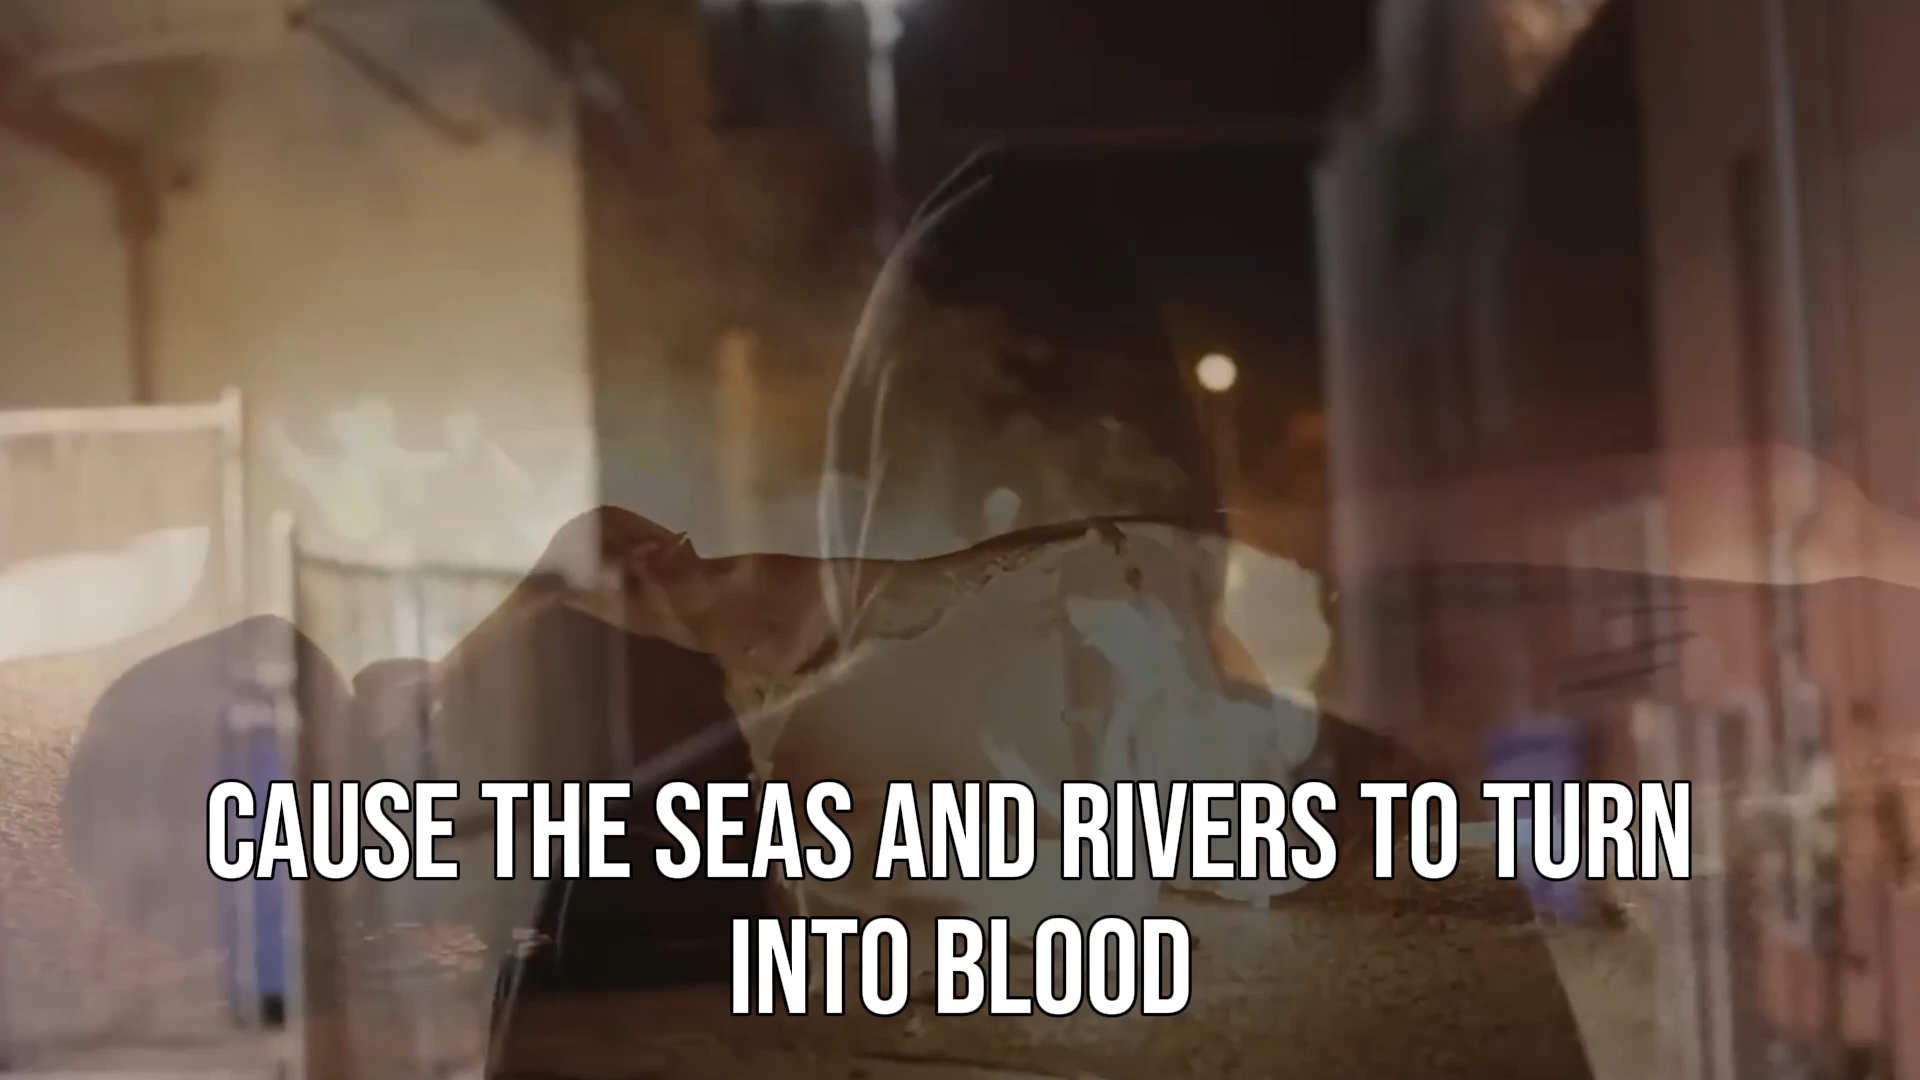 CAUSE THE SEAS AND RIVERS TO TURN
INTO BLOOD